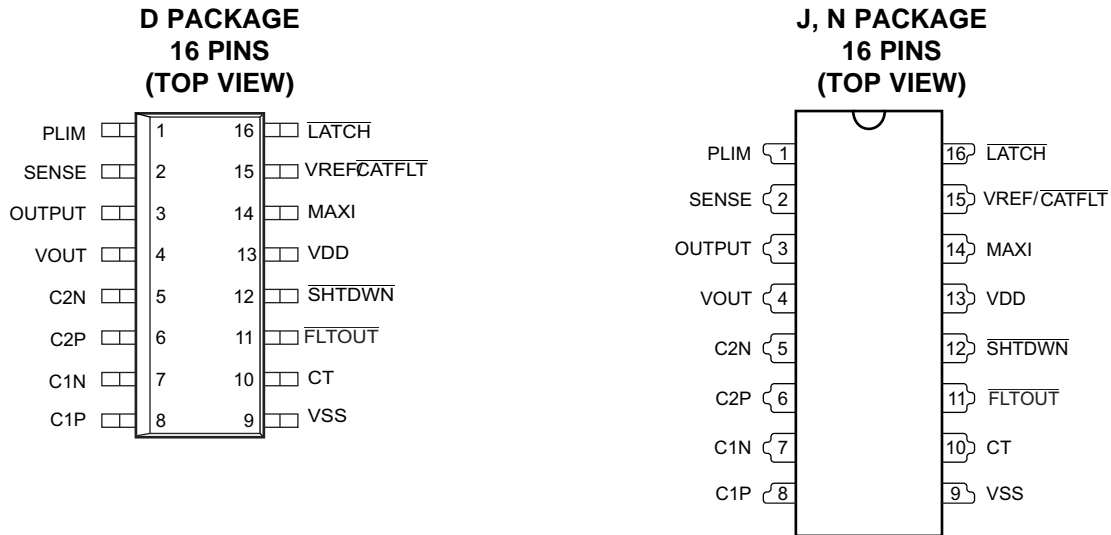 D PACKAGE
16 PINS
(TOP VIEW)
PLIM 1 16 LATCH
SENSE 2 15 VREF/CATFLT
OUTPUT 3 14 MAXI
VOUT 4 13 VDD
C2N 5 12 SHTDWN
C2P 6 11 FLTOUT
C1N 7 10 CT
C1P 8 9 VSS
J, N PACKAGE
16 PINS
(TOP VIEW)
PLIM 1 16 LATCH
SENSE 2 15 VREF/CATFLT
OUTPUT 3 14 MAXI
VOUT 4 13 VDD
C2N 5 12 SHTDWN
C2P 6 11 FLTOUT
C1N 7 10 CT
C1P 8 9 VSS